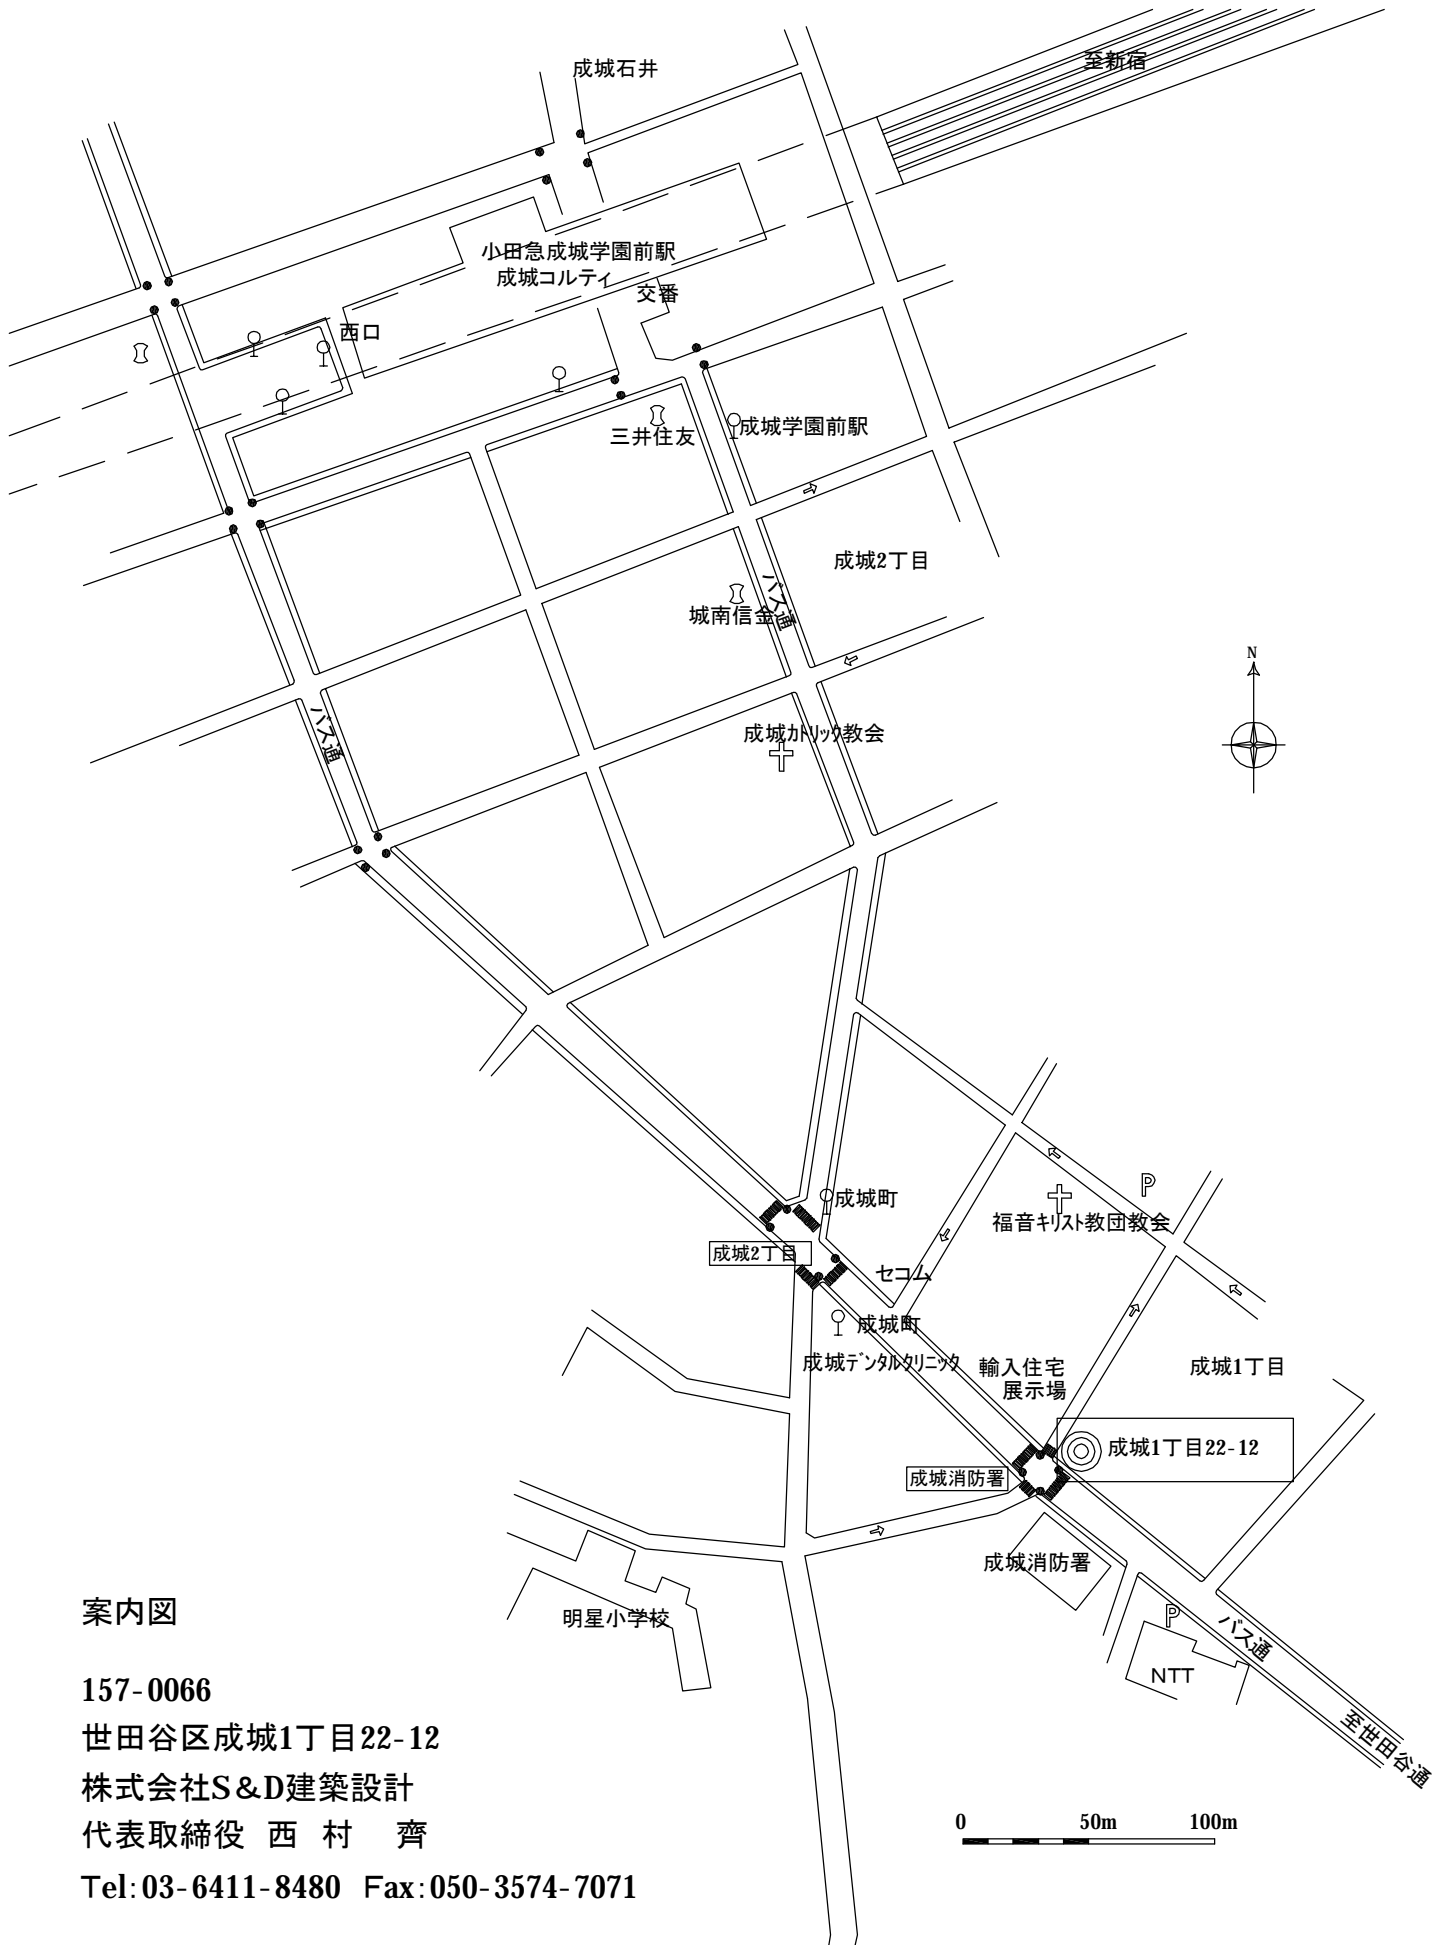 成城石井
至新宿
小田急成城学園前駅
成城コルティ
交番
西口
三井住友
成城学園前駅
成城2丁目
バス通
城南信金
N
バス通
成城カトリック教会
P
成城町
福音キリスト教団教会
成城2丁目
セコム
成城町
成城デンタルクリニック
輸入住宅
展示場
成城1丁目
成城1丁目22-12
成城消防署
成城消防署
明星小学校
P
バス通
NTT
至世田谷通
案内図
157-0066
世田谷区成城1丁目22-12
株式会社S&D建築設計
代表取締役 西 村 齊
Tel:03-6411-8480 Fax:050-3574-7071
0 50m 100m